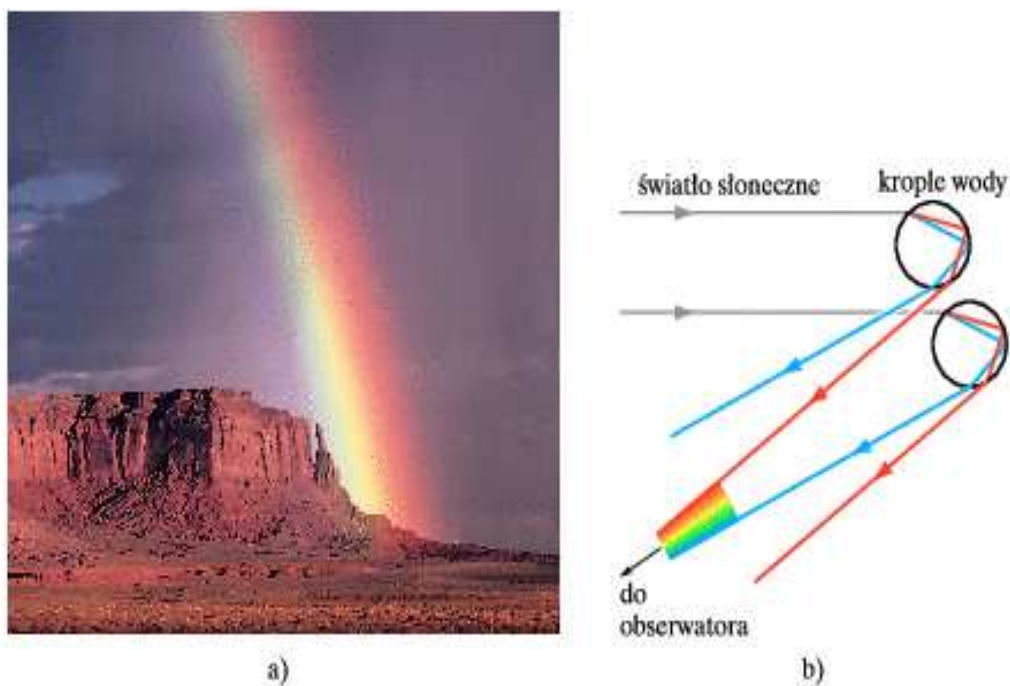 światło słoneczne
krople wody
do
obserwatora
a)
b)